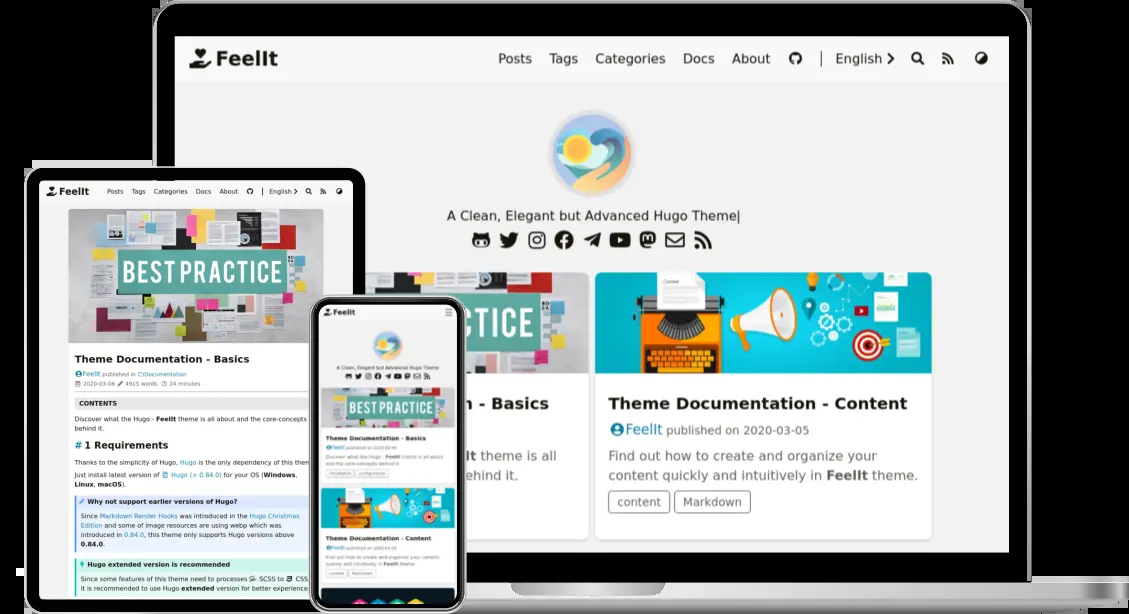 FeelIt
Posts Tags Categories Docs About | English
A Clean, Elegant but Advanced Hugo Theme|
CTICE
n - Basics
It theme is all
ehind it.
Theme Documentation - Content
FeelIt published on 2020-03-05
Find out how to create and organize your
content quickly and intuitively in FeelIt theme.
content Markdown
FeelIt
Posts Tags Categories Docs About | English
BEST PRACTICE
Theme Documentation - Basics
FeelIt published in Documentation
2020-03-06 4915 words 24 minutes
CONTENTS
Discover what the Hugo - FeelIt theme is all about and the core-concepts
behind it.
# 1 Requirements
Thanks to the simplicity of Hugo, Hugo is the only dependency of this them
Just install latest version of Hugo (> 0.84.0) for your OS (Windows,
Linux, macOS).
Why not support earlier versions of Hugo?
Since Markdown Render Hooks was introduced in the Hugo Christmas
Edition and some of image resources are using webp which was
introduced in 0.84.0, this theme only supports Hugo versions above
0.84.0.
Hugo extended version is recommended
Since some features of this theme need to processes SCSS to CSS,
it is recommended to use Hugo extended version for better experience
FeelIt
A Clean, Elegant but Advanced Hugo Theme
BEST PRACTICE
Theme Documentation - Basics
FeelIt published on 2020-03-06
Discover what the Hugo - FeelIt theme is all about
and the core-concepts behind it.
installation configuration
Theme Documentation - Content
FeelIt published on 2020-03-05
Find out how to create and organize your content
quickly and intuitively in FeelIt theme.
content Markdown